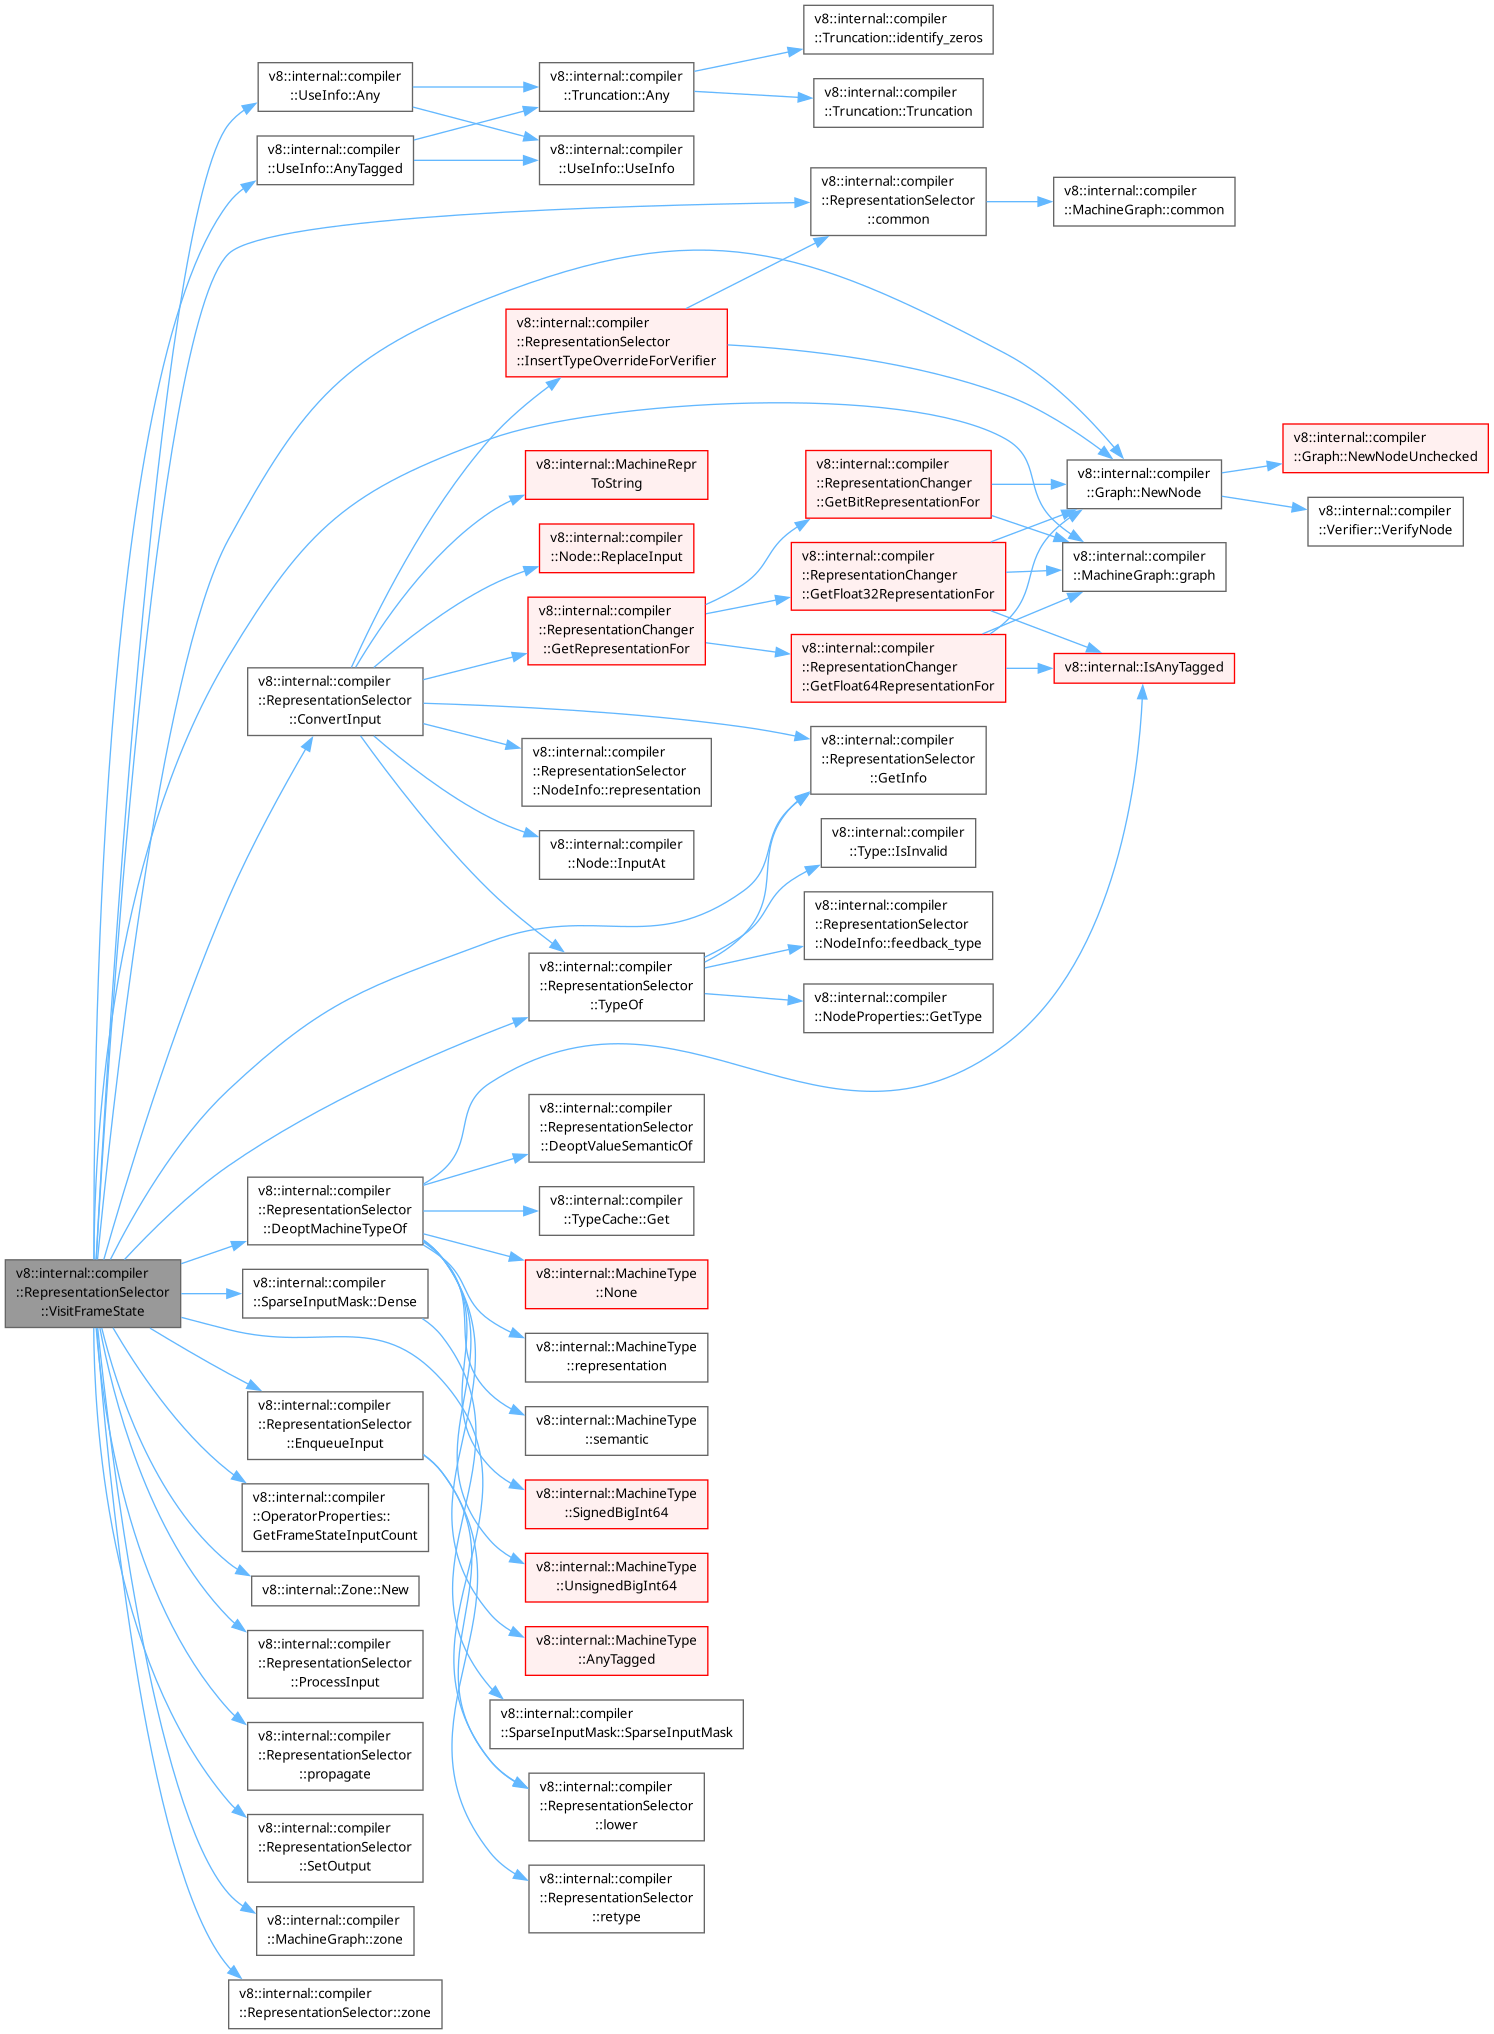 v8::internal::compiler
::RepresentationSelector
::VisitFrameState
v8::internal::compiler
::UseInfo::Any
v8::internal::compiler
::UseInfo::AnyTagged
v8::internal::compiler
::RepresentationSelector
::ConvertInput
v8::internal::compiler
::RepresentationSelector
::DeoptMachineTypeOf
v8::internal::compiler
::SparseInputMask::Dense
v8::internal::compiler
::RepresentationSelector
::EnqueueInput
v8::internal::compiler
::OperatorProperties::
GetFrameStateInputCount
v8::internal::Zone::New
v8::internal::compiler
::RepresentationSelector
::ProcessInput
v8::internal::compiler
::RepresentationSelector
::propagate
v8::internal::compiler
::RepresentationSelector
::SetOutput
v8::internal::compiler
::MachineGraph::zone
v8::internal::compiler
::RepresentationSelector::zone
v8::internal::compiler
::Truncation::Any
v8::internal::compiler
::UseInfo::UseInfo
v8::internal::compiler
::RepresentationSelector
::InsertTypeOverrideForVerifier
v8::internal::MachineRepr
ToString
v8::internal::compiler
::Node::ReplaceInput
v8::internal::compiler
::RepresentationChanger
::GetRepresentationFor
v8::internal::compiler
::RepresentationSelector
::NodeInfo::representation
v8::internal::compiler
::Node::InputAt
v8::internal::compiler
::RepresentationSelector
::TypeOf
v8::internal::compiler
::RepresentationSelector
::DeoptValueSemanticOf
v8::internal::compiler
::TypeCache::Get
v8::internal::MachineType
::None
v8::internal::MachineType
::representation
v8::internal::MachineType
::semantic
v8::internal::MachineType
::SignedBigInt64
v8::internal::MachineType
::UnsignedBigInt64
v8::internal::MachineType
::AnyTagged
v8::internal::compiler
::SparseInputMask::SparseInputMask
v8::internal::compiler
::RepresentationSelector
::lower
v8::internal::compiler
::RepresentationSelector
::retype
v8::internal::compiler
::Truncation::identify_zeros
v8::internal::compiler
::Truncation::Truncation
v8::internal::compiler
::RepresentationSelector
::common
v8::internal::compiler
::RepresentationChanger
::GetBitRepresentationFor
v8::internal::compiler
::RepresentationChanger
::GetFloat32RepresentationFor
v8::internal::compiler
::RepresentationChanger
::GetFloat64RepresentationFor
v8::internal::compiler
::RepresentationSelector
::GetInfo
v8::internal::compiler
::Type::IsInvalid
v8::internal::compiler
::RepresentationSelector
::NodeInfo::feedback_type
v8::internal::compiler
::NodeProperties::GetType
v8::internal::compiler
::MachineGraph::common
v8::internal::compiler
::Graph::NewNode
v8::internal::compiler
::MachineGraph::graph
v8::internal::IsAnyTagged
v8::internal::compiler
::Graph::NewNodeUnchecked
v8::internal::compiler
::Verifier::VerifyNode